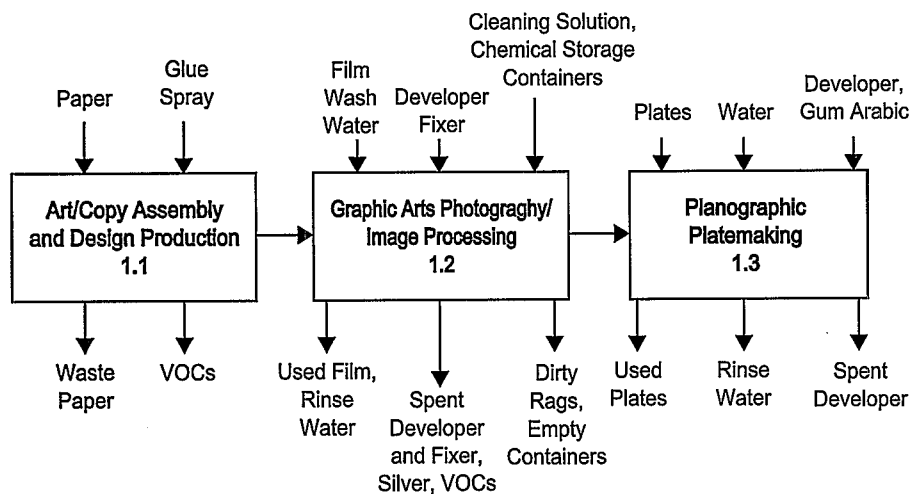 Paper
Glue
Spray
Film
Wash
Water
Developer
Fixer
Cleaning Solution,
Chemical Storage
Containers
Plates
Water
Developer,
Gum Arabic
Art/Copy Assembly
and Design Production
1.1
Graphic Arts Photograghy/
Image Processing
1.2
Planographic
Platemaking
1.3
Waste
Paper
VOCs
Used Film,
Rinse
Water
Spent
Developer
and Fixer,
Silver, VOCs
Dirty
Rags,
Empty
Containers
Used
Plates
Rinse
Water
Spent
Developer